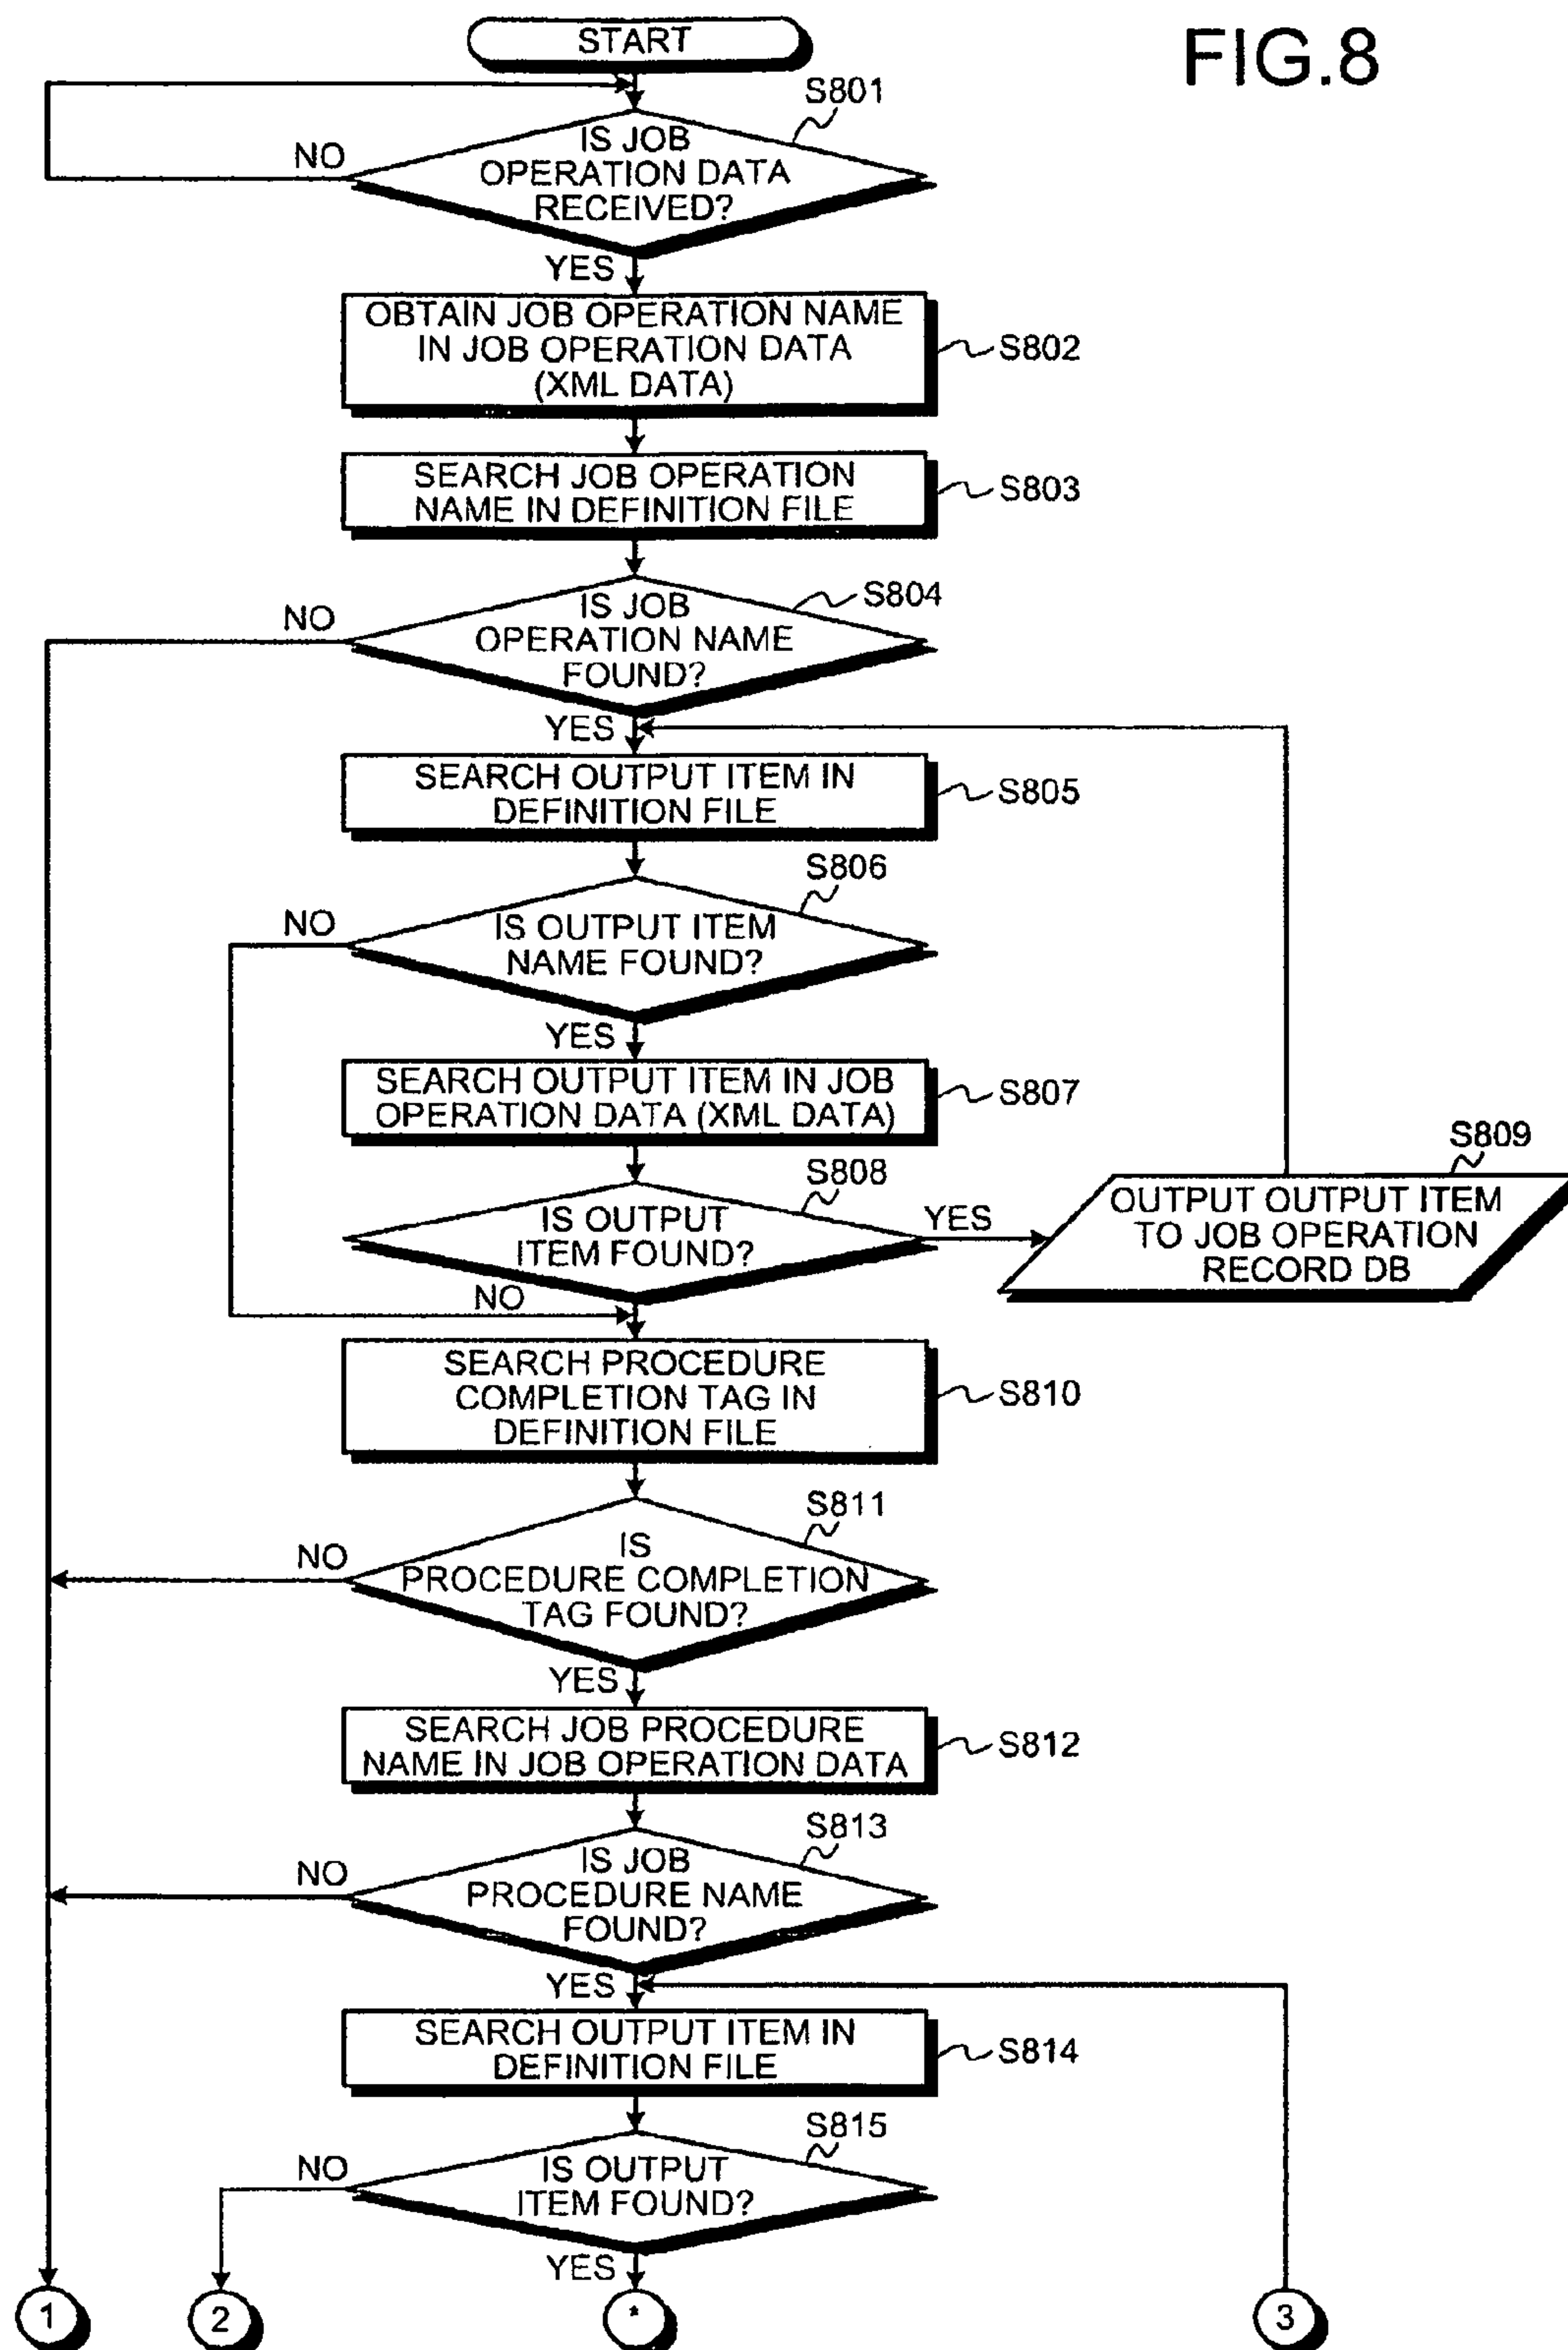 FIG.8
START
S801
IS JOB
OPERATION DATA
RECEIVED?
NO
YES
OBTAIN JOB OPERATION NAME
IN JOB OPERATION DATA
(XML DATA)
S802
SEARCH JOB OPERATION
NAME IN DEFINITION FILE
S803
S804
IS JOB
OPERATION NAME
FOUND?
NO
YES
SEARCH OUTPUT ITEM IN
DEFINITION FILE
S805
S806
IS OUTPUT ITEM
NAME FOUND?
NO
YES
SEARCH OUTPUT ITEM IN JOB
OPERATION DATA (XML DATA)
S807
S808
IS OUTPUT
ITEM FOUND?
YES
NO
S809
OUTPUT OUTPUT ITEM
TO JOB OPERATION
RECORD DB
SEARCH PROCEDURE
COMPLETION TAG IN
DEFINITION FILE
S810
S811
IS
PROCEDURE COMPLETION
TAG FOUND?
NO
YES
SEARCH JOB PROCEDURE
NAME IN JOB OPERATION DATA
S812
S813
IS JOB
PROCEDURE NAME
FOUND?
NO
YES
SEARCH OUTPUT ITEM IN
DEFINITION FILE
S814
S815
IS OUTPUT
ITEM FOUND?
NO
YES
1
2
*
3